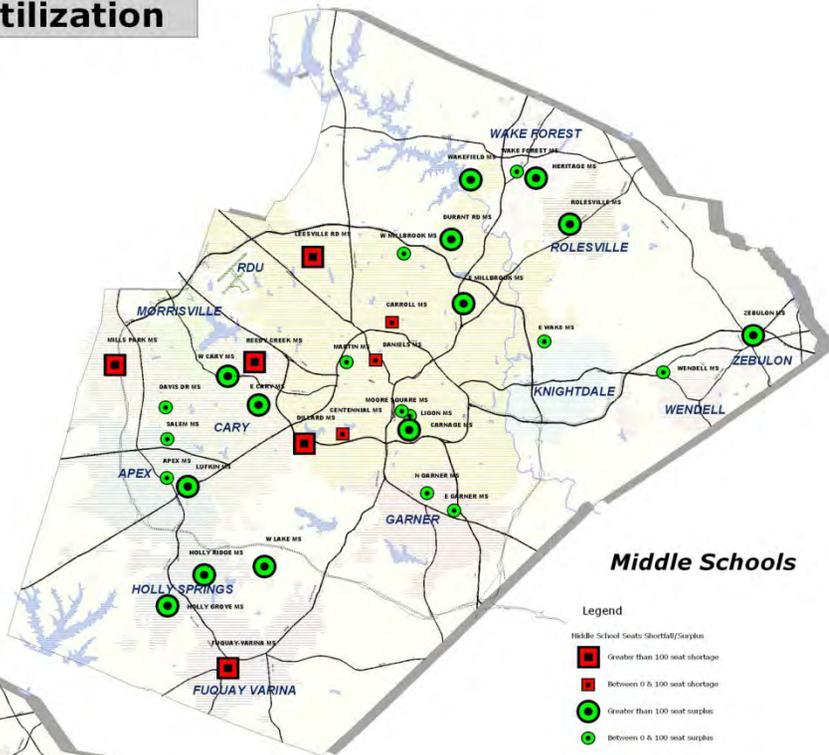 tilization
WAKE FOREST
WAKE FOREST MS
WAKEFIELD MS
HERITAGE MS
ROLESVILLE MS
DURANT RD MS
LEESVILLE RD MS
W MILLBROOK MS
ROLESVILLE
RDU
E MILLBROOK MS
CARROLL MS
MORRISVILLE
ZEBULON MS
E WAKE MS
MILLS PARK MS
REEDY CREEK MS
MARTIN MS
DANIELS MS
W CARY MS
ZEBULON
WENDELL MS
DAVIS DR MS
E CARY MS
KNIGHTDALE
MOORE SQUARE MS
CENTENNIAL MS
LIGON MS
WENDELL
DILLARD MS
SALEM MS
CARY
CARNAGE MS
APEX MS
LUFKIN MS
APEX
N GARNER MS
E GARNER MS
GARNER
W LAKE MS
HOLLY RIDGE MS
HOLLY SPRINGS
HOLLY GROVE MS
FUQUAY-VARINA MS
FUQUAY VARINA
Middle Schools
Legend
Middle School Seats Shortfall/Surplus
Greater than 100 seat shortage
Between 0 & 100 seat shortage
Greater than 100 seat surplus
Between 0 & 100 seat surplus